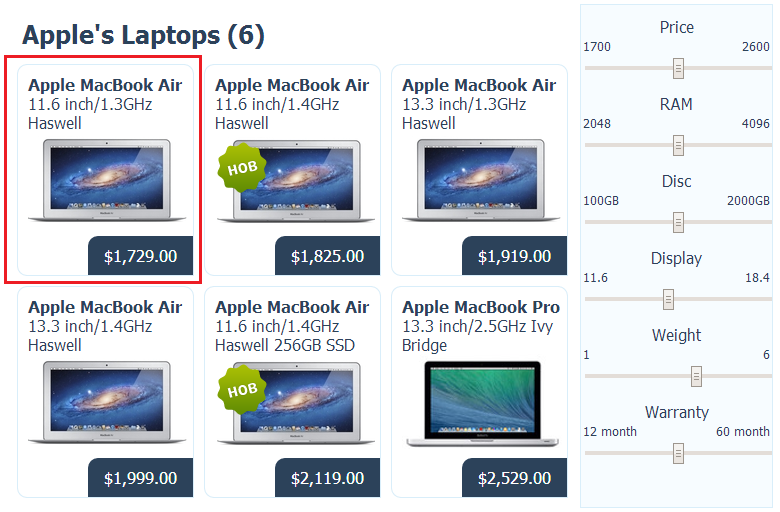 Apple's Laptops (6)
Apple MacBook Air
11.6 inch/1.3GHz
Haswell
$1,729.00
Apple MacBook Air
11.6 inch/1.4GHz
Haswell
НОВ
$1,825.00
Apple MacBook Air
13.3 inch/1.3GHz
Haswell
$1,919.00
Apple MacBook Air
13.3 inch/1.4GHz
Haswell
$1,999.00
Apple MacBook Air
11.6 inch/1.4GHz
Haswell 256GB SSD
НОВ
$2,119.00
Apple MacBook Pro
13.3 inch/2.5GHz Ivy
Bridge
$2,529.00
Price
1700 2600
RAM
2048 4096
Disc
100GB 2000GB
Display
11.6 18.4
Weight
1 6
Warranty
12 month 60 month